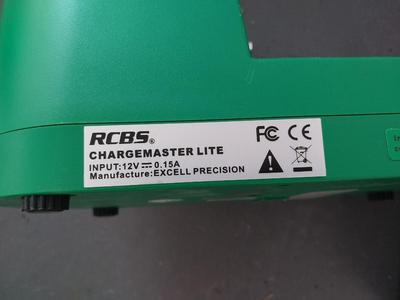 RCBS®
CHARGEMASTER LITE
INPUT:12V⎓0.15A
Manufacture:EXCELL PRECISION
FC CE